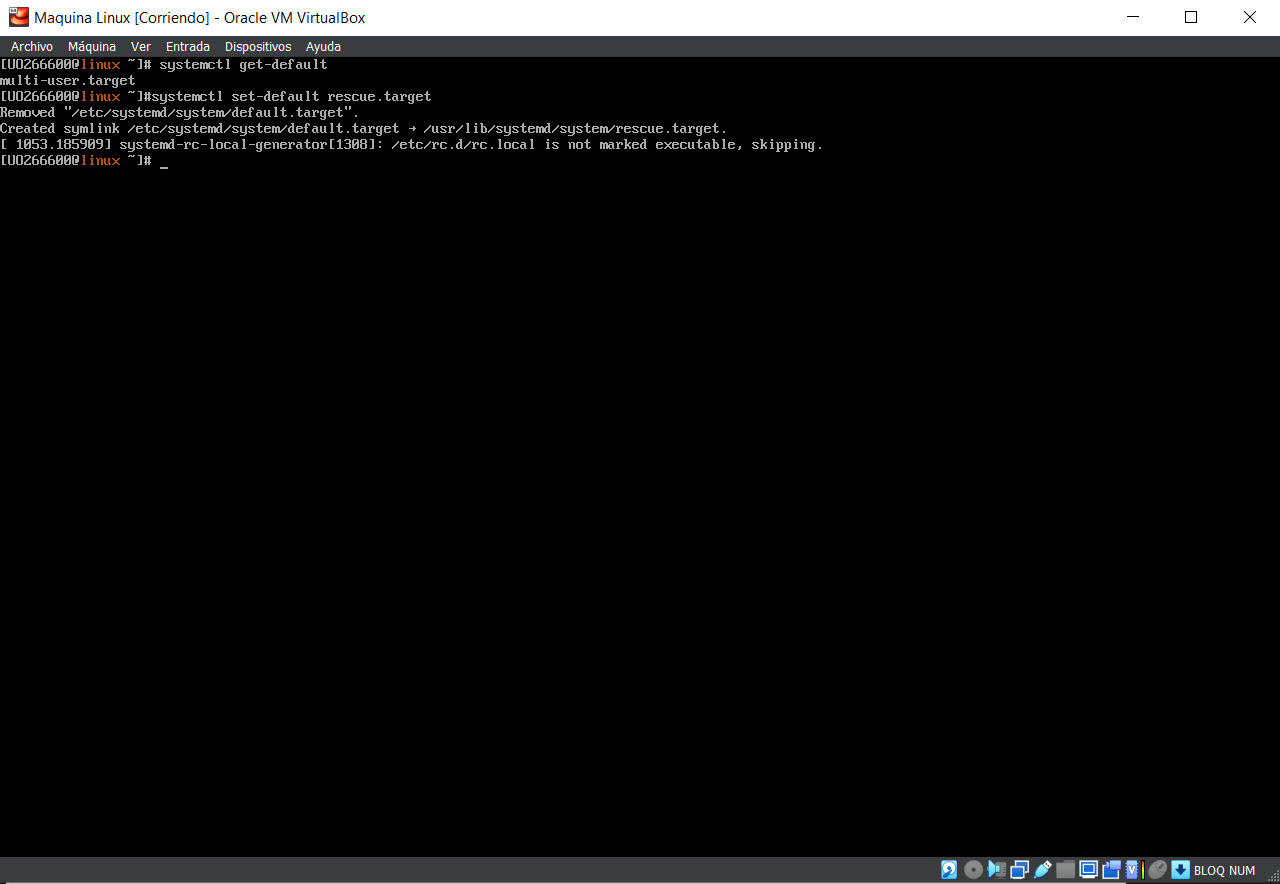 Maquina Linux [Corriendo] - Oracle VM VirtualBox
Archivo Máquina Ver Entrada Dispositivos Ayuda
[UO266600@linux ~]# systemctl get-default
multi-user.target
[UO266600@linux ~]#systemctl set-default rescue.target
Removed "/etc/systemd/system/default.target".
Created symlink /etc/systemd/system/default.target → /usr/lib/systemd/system/rescue.target.
[ 1053.185909] systemd-rc-local-generator[1308]: /etc/rc.d/rc.local is not marked executable, skipping.
[UO266600@linux ~]# _
BLOQ NUM